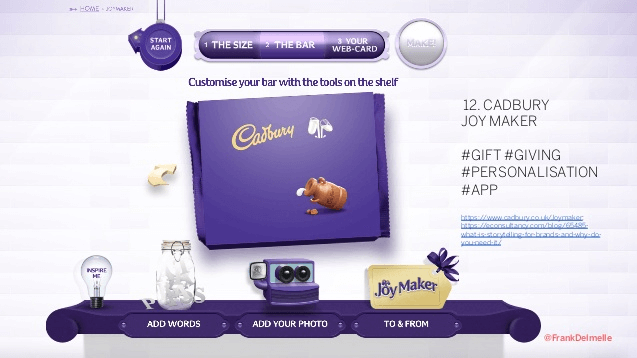 HOME > JOYMAKER
START
AGAIN
1 THE SIZE
2 THE BAR
3 YOUR
WEB-CARD
MAKE!
Customise your bar with the tools on the shelf
Cadbury
12. CADBURY
JOY MAKER
#GIFT #GIVING
#PERSONALISATION
#APP
https://www.cadbury.co.uk/Joymaker
https://econsultancy.com/blog/65485-
what-is-storytelling-for-brands-and-why-do-
you-need-it/
INSPIRE
ME
Joy Maker
ADD WORDS
ADD YOUR PHOTO
TO & FROM
@FrankDelmelle